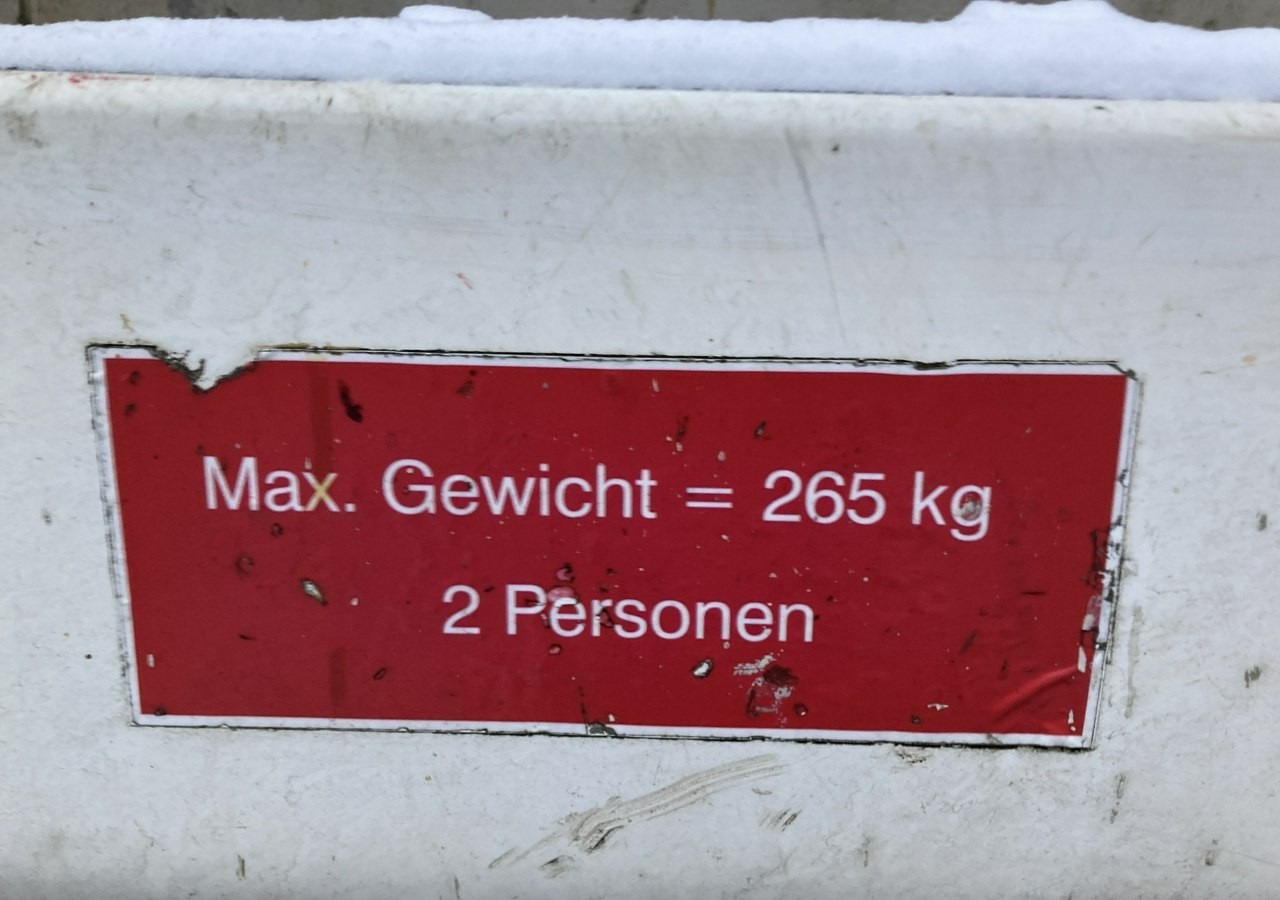 Max. Gewicht = 265 kg
2 Personen